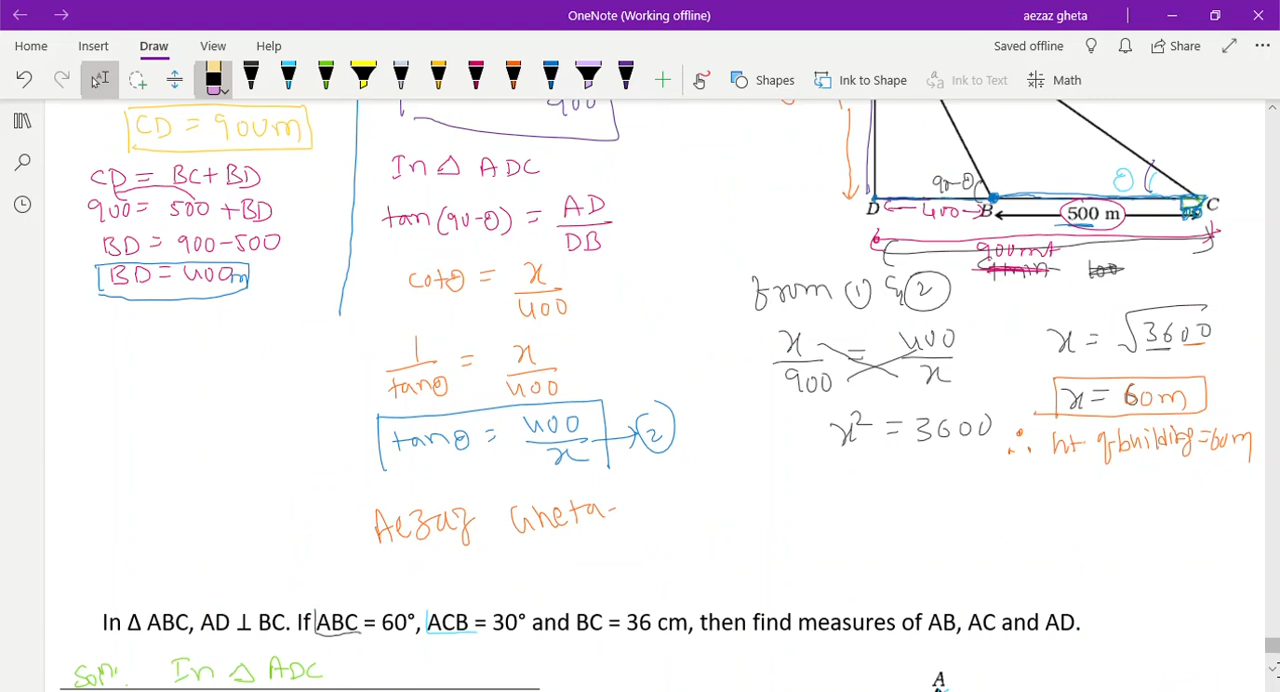 OneNote (Working offline)
aezaz gheta
Home Insert Draw View Help
Saved offline Share
Shapes Ink to Shape Ink to Text Math
CD = 900m
CD = BC+BD
900 = 500 +BD
BD = 900-500
BD = 400m
900
In Δ ADC
tan(90-θ) = AD/DB
cotθ = x/400
1/tanθ = x/400
tanθ = 400/x → 2
Aezaz Gheta-
90-θ
θ
D 400 B 500 m C
900mt
100
From (1) & (2)
x/900 = 400/x
x² = 3600
x = √3600
x = 60m
∴ ht of building = 60m
In Δ ABC, AD ⊥ BC. If ABC = 60°, ACB = 30° and BC = 36 cm, then find measures of AB, AC and AD.
Soln. In Δ ADC
A